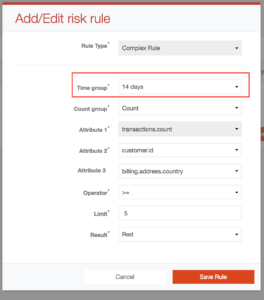 Add/Edit risk rule
Rule Type* Complex Rule
Time group* 14 days
Count group* Count
Attribute 1* transactions.count
Attribute 2* customer.id
Attribute 3 billing.address.country
Operator* >=
Limit* 5
Result* Red
Cancel Save Rule